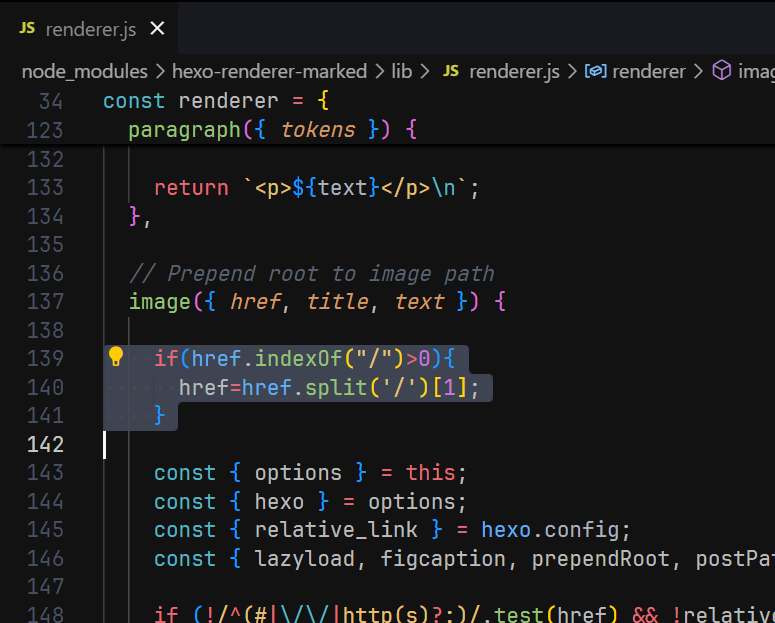 JS renderer.js ×
node_modules > hexo-renderer-marked > lib > JS renderer.js > renderer > imag
34 const renderer = {
123 paragraph({ tokens }) {
132
133 return `<p>${text}</p>\n`;
134 },
135
136 // Prepend root to image path
137 image({ href, title, text }) {
138
139 if(href.indexOf("/")>0){
140 href=href.split('/')[1];
141 }
142
143 const { options } = this;
144 const { hexo } = options;
145 const { relative_link } = hexo.config;
146 const { lazyload, figcaption, prependRoot, postPat
147
148 if (!/^(#|\/\/|http(s)?:)/.test(href) && !relative